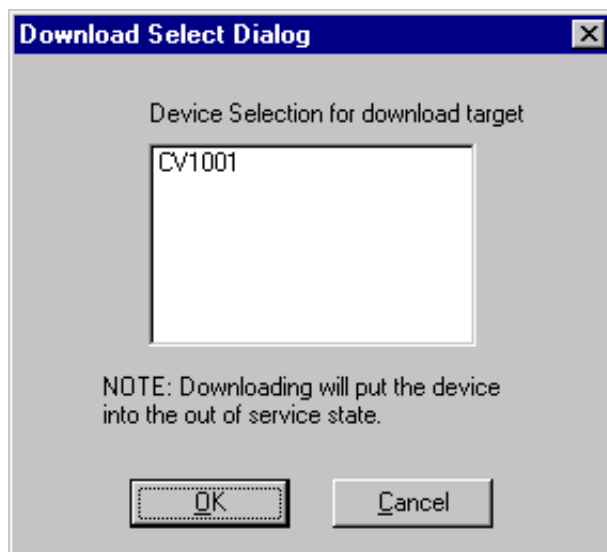 Download Select Dialog
Device Selection for download target
CV1001
NOTE: Downloading will put the device
into the out of service state.
OK
Cancel